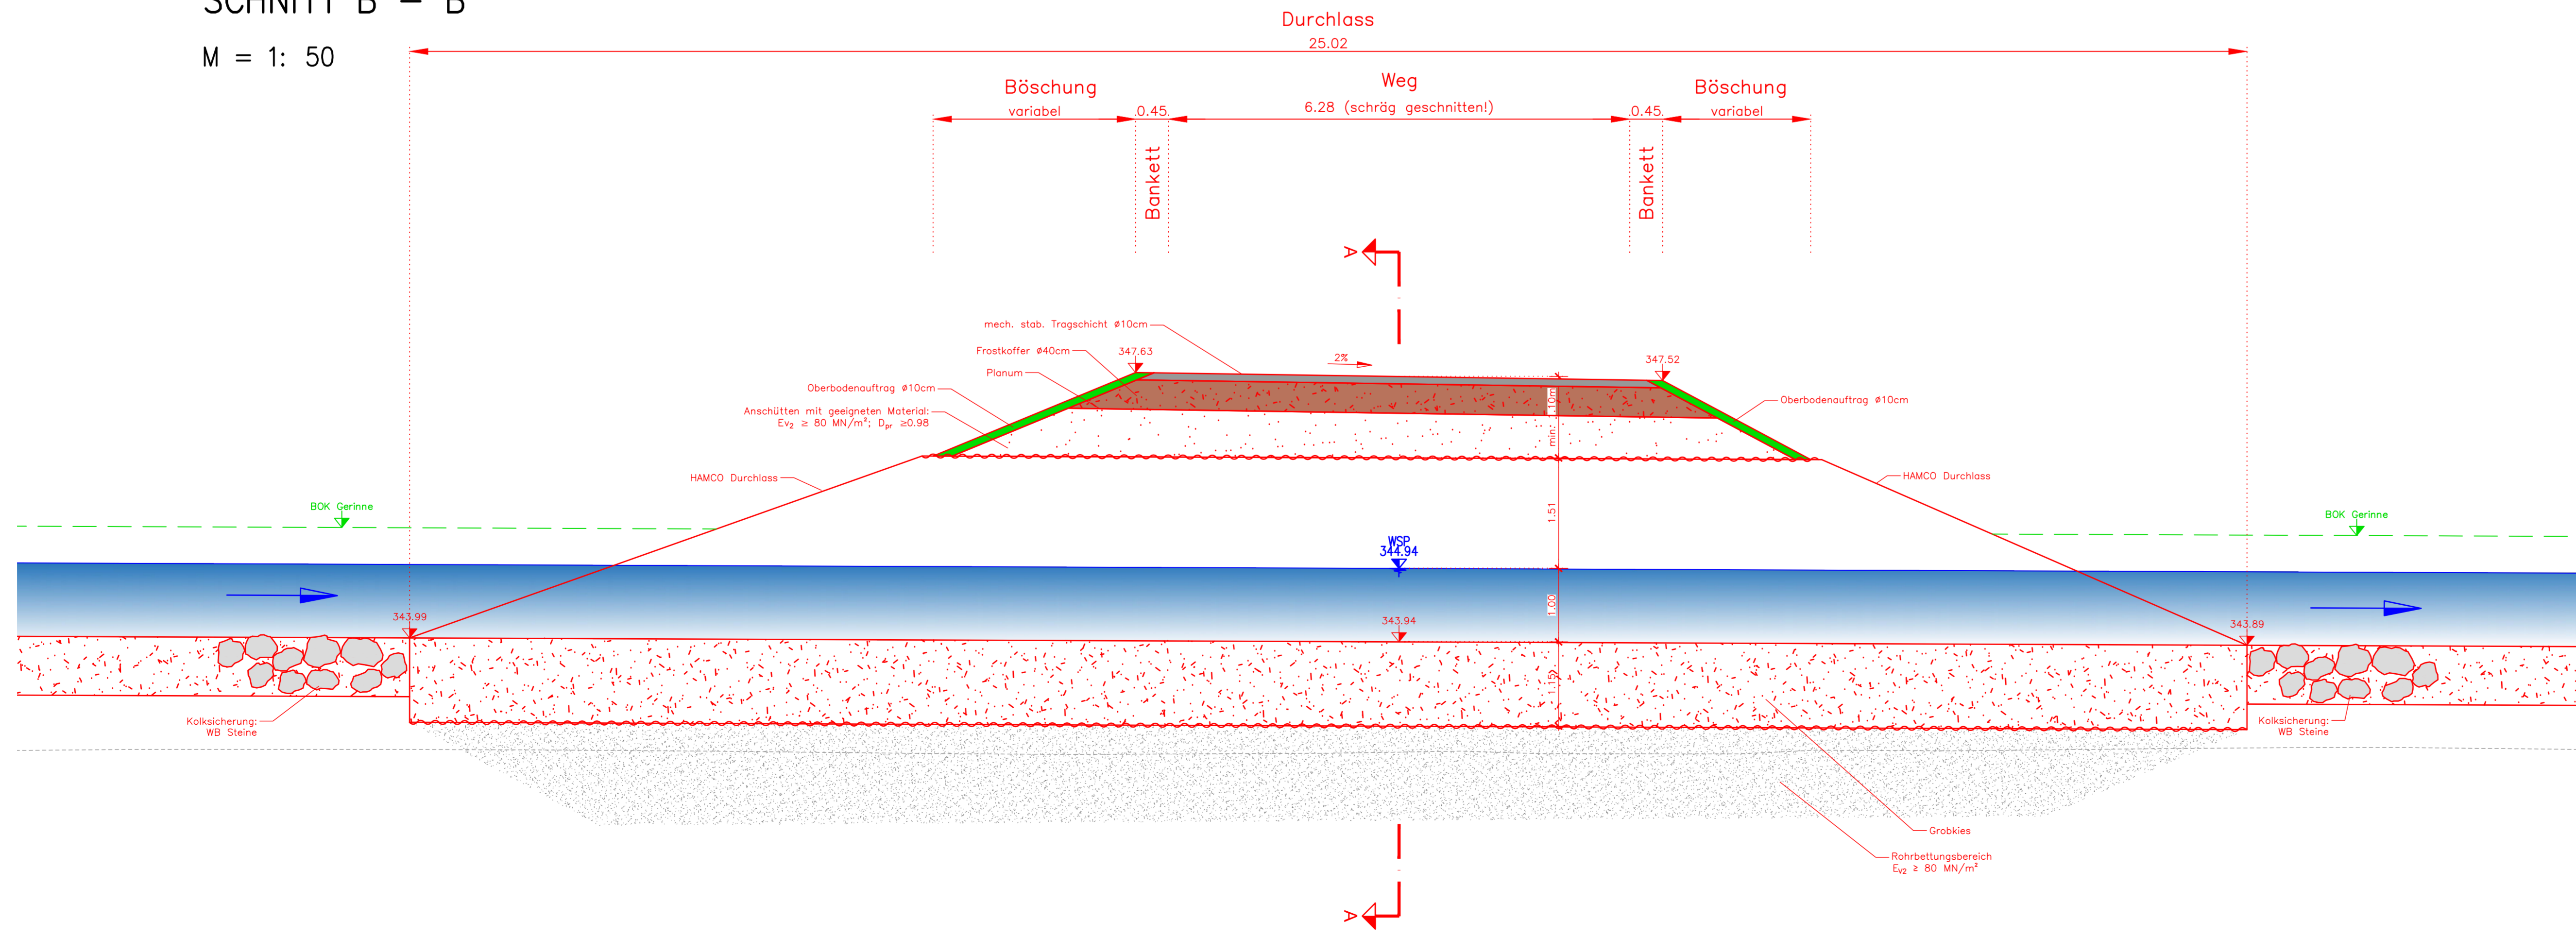 SCHNITT B – B
M = 1: 50
Durchlass
25.02
Böschung
variabel
0.45
Bankett
Weg
6.28 (schräg geschnitten!)
0.45
Bankett
Böschung
variabel
A
mech. stab. Tragschicht ø10cm
Frostkoffer ø40cm
Planum
Oberbodenauftrag ø10cm
Anschütten mit geeigneten Material:
Ev₂ ≥ 80 MN/m²; Dpr ≥0.98
347.63
2%
347.52
min: 1.10m
Oberbodenauftrag ø10cm
HAMCO Durchlass
HAMCO Durchlass
BOK Gerinne
BOK Gerinne
1.51
WSP
344.94
1.00
343.99
343.94
343.89
1.15
Kolksicherung:
WB Steine
Kolksicherung:
WB Steine
Grobkies
Rohrbettungsbereich
EV2 ≥ 80 MN/m²
A